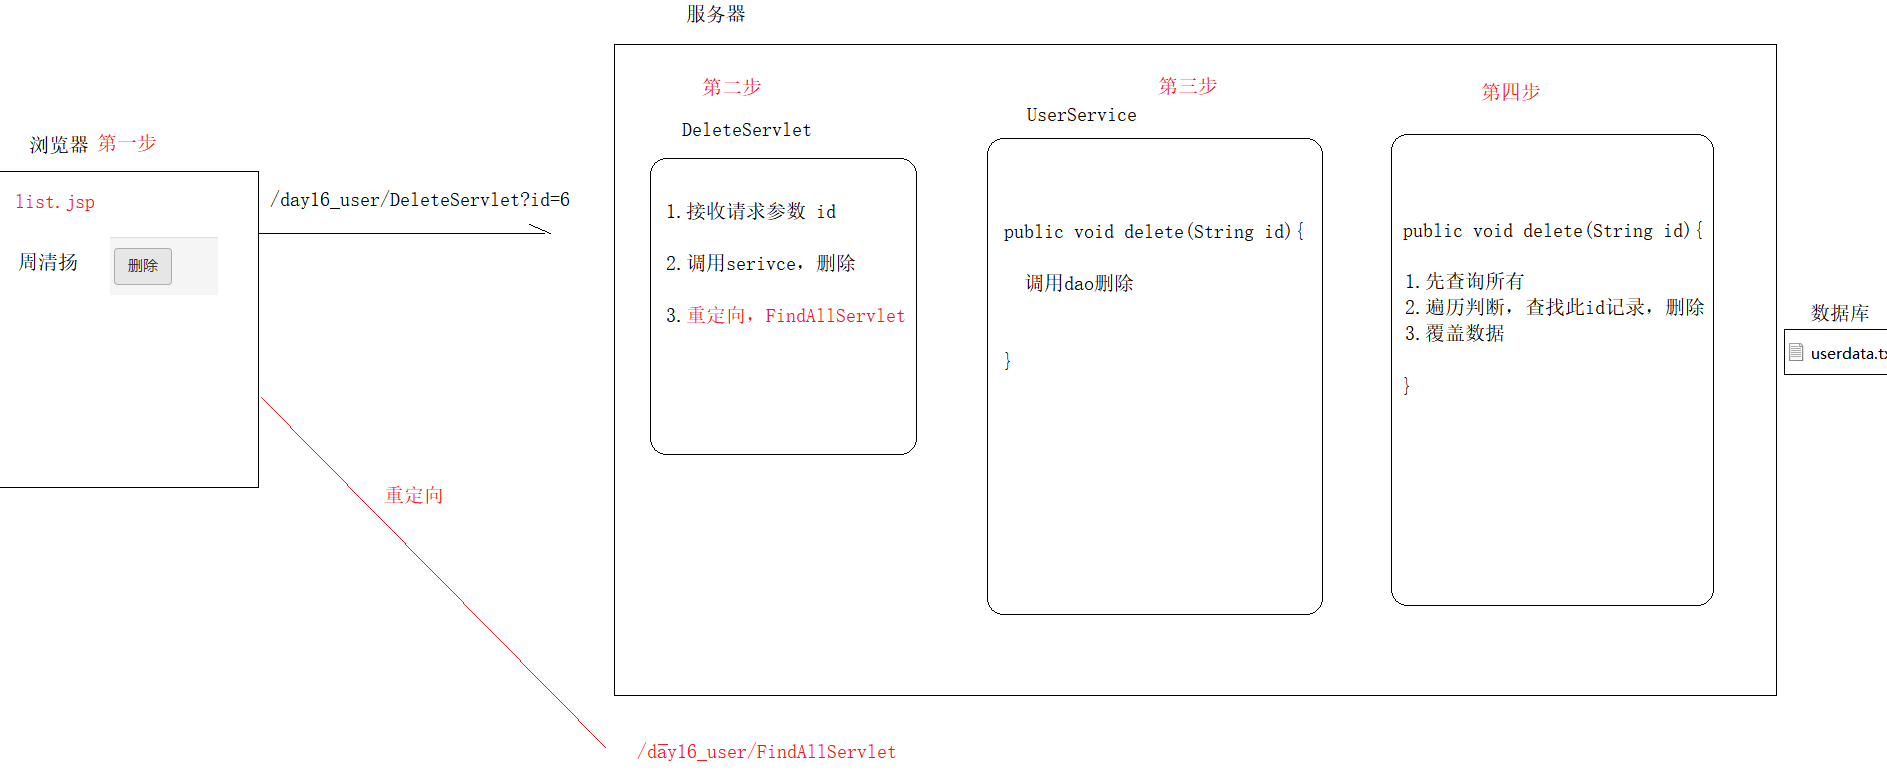 服务器
浏览器 第一步
list.jsp
周清扬 删除
/day16_user/DeleteServlet?id=6
第二步
DeleteServlet
1.接收请求参数 id
2.调用serivce，删除
3.重定向，FindAllServlet
第三步
UserService
public void delete(String id){
调用dao删除
}
第四步
public void delete(String id){
1.先查询所有
2.遍历判断，查找此id记录，删除
3.覆盖数据
}
数据库
userdata.tx
重定向
/day16_user/FindAllServlet